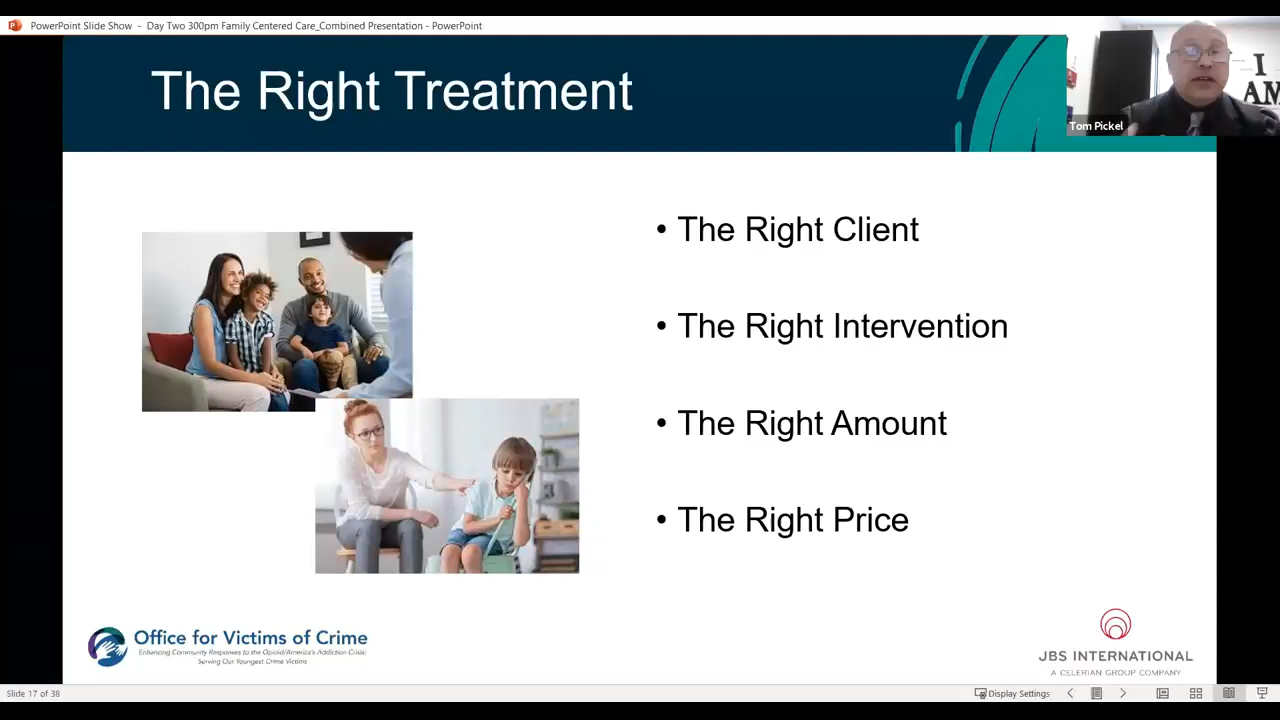 PowerPoint Slide Show - Day Two 300pm Family Centered Care_Combined Presentation - PowerPoint
The Right Treatment
I
AM
Tom Pickel
• The Right Client
• The Right Intervention
• The Right Amount
• The Right Price
Office for Victims of Crime
Enhancing Community Responses to the Opioid/America's Addiction Crisis:
Serving Our Youngest Crime Victims
JBS INTERNATIONAL
A CELERIAN GROUP COMPANY
Slide 17 of 38
Display Settings